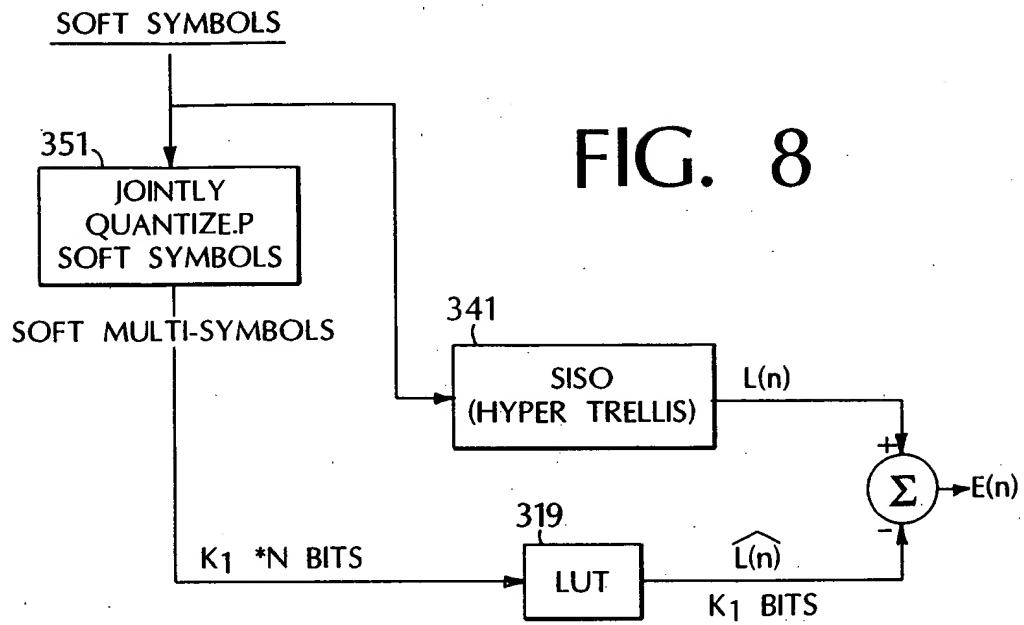 SOFT SYMBOLS
FIG. 8
351
JOINTLY
QUANTIZE.P
SOFT SYMBOLS
SOFT MULTI-SYMBOLS
341
SISO
(HYPER TRELLIS)
L(n)
+
Σ
E(n)
-
319
K1 *N BITS
LUT
L(n)
K1 BITS